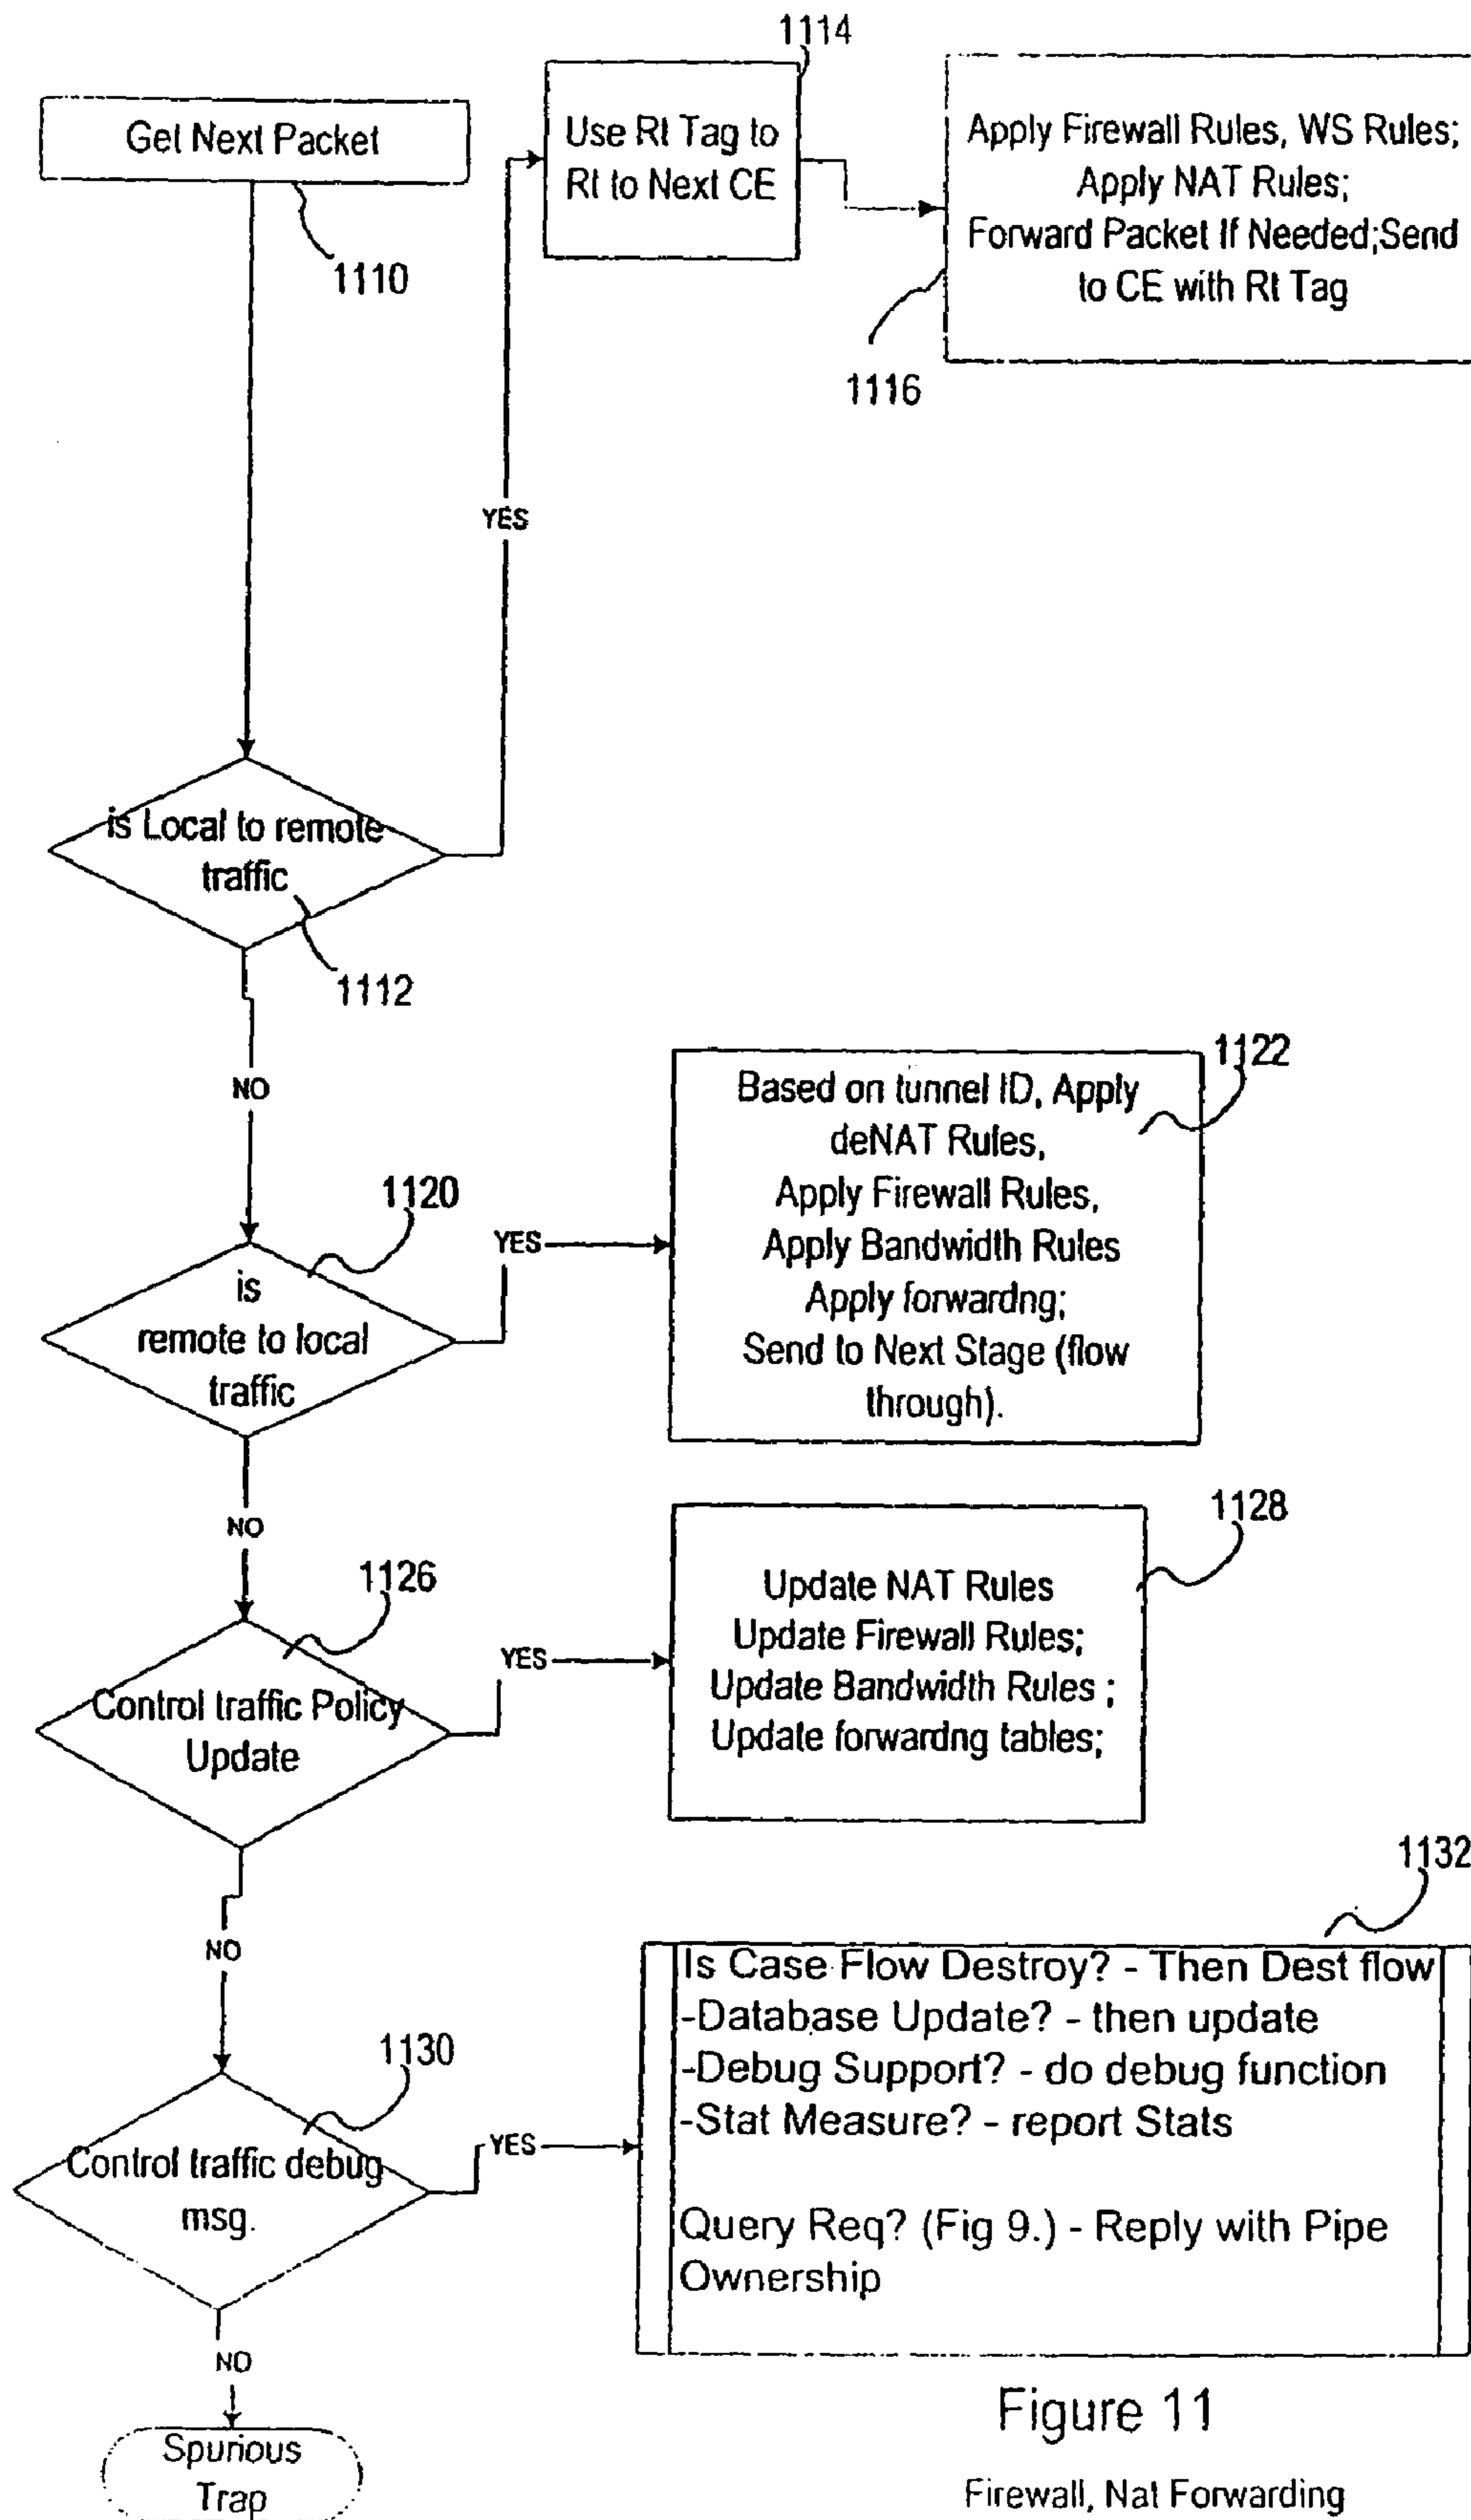 1114
Get Next Packet
1110
Use Rt Tag to
Rt to Next CE
Apply Firewall Rules, WS Rules;
Apply NAT Rules;
Forward Packet If Needed;Send
to CE with Rt Tag
1116
YES
is Local to remote
traffic
1112
NO
1122
Based on tunnel ID, Apply
deNAT Rules,
Apply Firewall Rules,
Apply Bandwidth Rules
Apply forwardng;
Send to Next Stage (flow
through).
1120
YES
is
remote to local
traffic
NO
1128
1126
Update NAT Rules
Update Firewall Rules;
Update Bandwidth Rules ;
Update forwardng tables;
YES
Control traffic Policy
Update
NO
1132
Is Case Flow Destroy? - Then Dest flow
-Database Update? - then update
-Debug Support? - do debug function
-Stat Measure? - report Stats
Query Req? (Fig 9.) - Reply with Pipe
Ownership
1130
YES
Control traffic debug
msg.
NO
Spurious
Trap
Figure 11
Firewall, Nat Forwarding